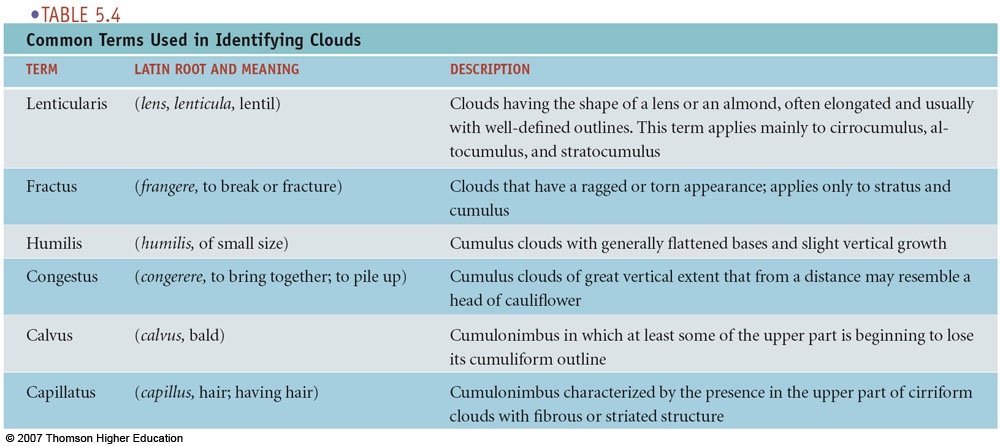 •TABLE 5.4
Common Terms Used in Identifying Clouds
TERM LATIN ROOT AND MEANING DESCRIPTION
Lenticularis (lens, lenticula, lentil) Clouds having the shape of a lens or an almond, often elongated and usually
with well-defined outlines. This term applies mainly to cirrocumulus, al-
tocumulus, and stratocumulus
Fractus (frangere, to break or fracture) Clouds that have a ragged or torn appearance; applies only to stratus and
cumulus
Humilis (humilis, of small size) Cumulus clouds with generally flattened bases and slight vertical growth
Congestus (congerere, to bring together; to pile up) Cumulus clouds of great vertical extent that from a distance may resemble a
head of cauliflower
Calvus (calvus, bald) Cumulonimbus in which at least some of the upper part is beginning to lose
its cumuliform outline
Capillatus (capillus, hair; having hair) Cumulonimbus characterized by the presence in the upper part of cirriform
clouds with fibrous or striated structure
© 2007 Thomson Higher Education